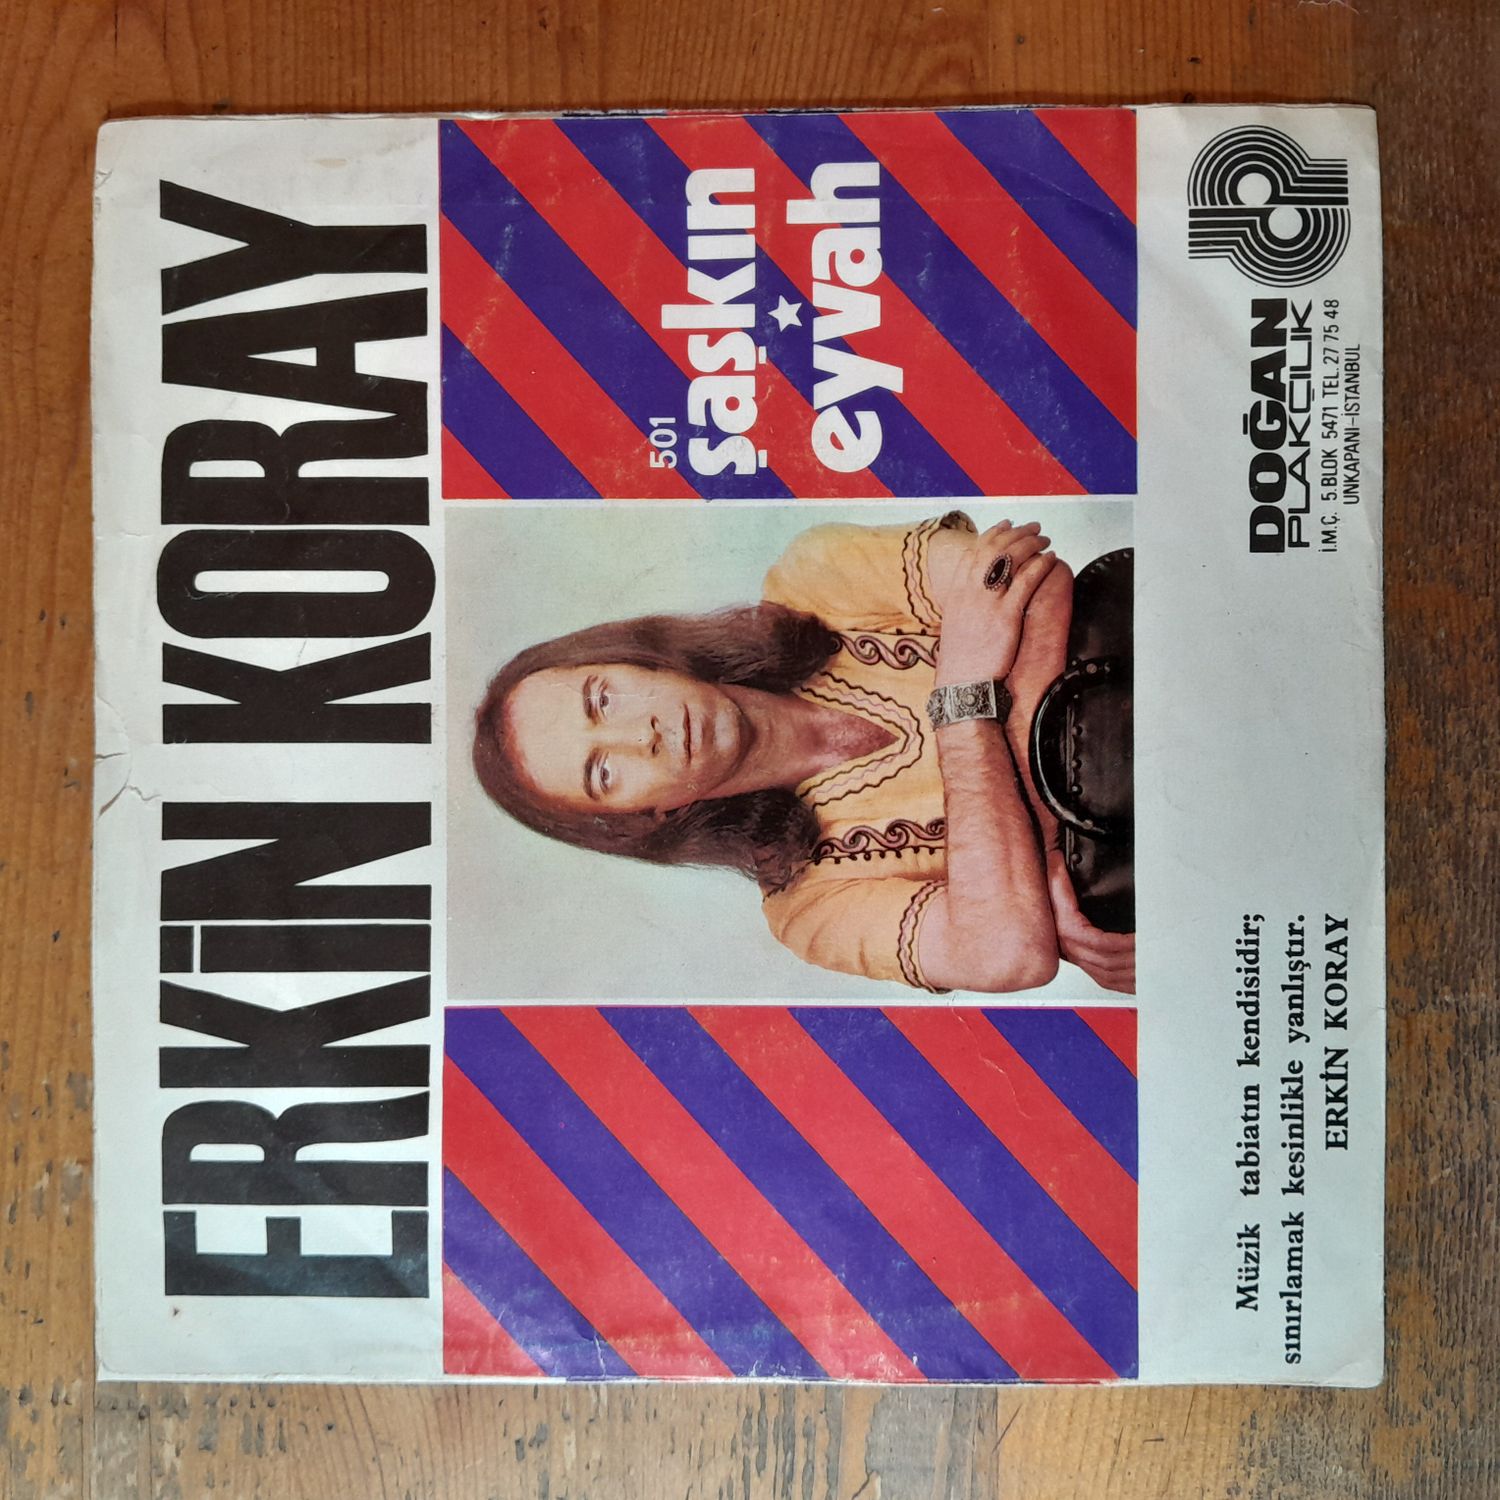 ERKİN KORAY
501
şaşkın
eyvah
Müzik tabiatın kendisidir;
sınırlamak kesinlikle yanlıştır.
ERKİN KORAY
DOĞAN
PLAKÇILIK
İ.M.Ç. 5.BLOK 5471 TEL.27 75 48
UNKAPANI-İSTANBUL